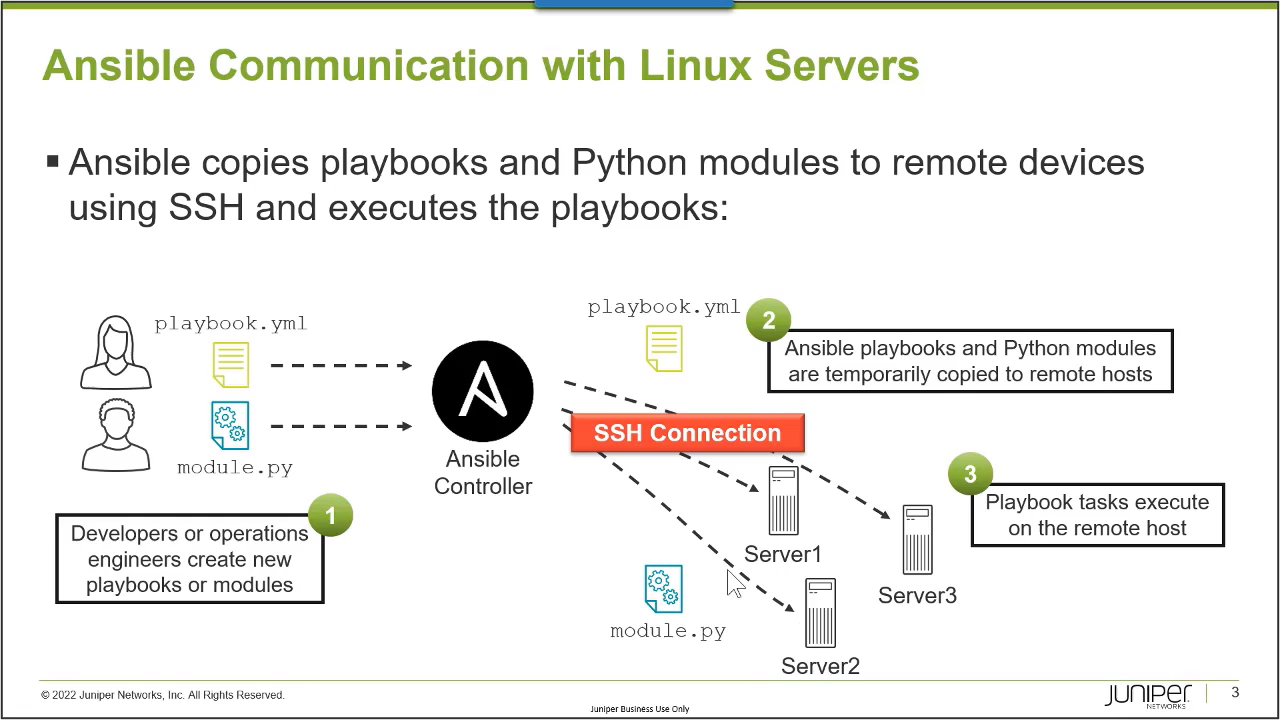 Ansible Communication with Linux Servers
▪ Ansible copies playbooks and Python modules to remote devices
using SSH and executes the playbooks:
playbook.yml
module.py
1
Developers or operations
engineers create new
playbooks or modules
Ansible
Controller
playbook.yml
2
Ansible playbooks and Python modules
are temporarily copied to remote hosts
SSH Connection
3
Playbook tasks execute
on the remote host
Server1
Server3
module.py
Server2
© 2022 Juniper Networks, Inc. All Rights Reserved.
Juniper Business Use Only
JUNIPER
NETWORKS
3